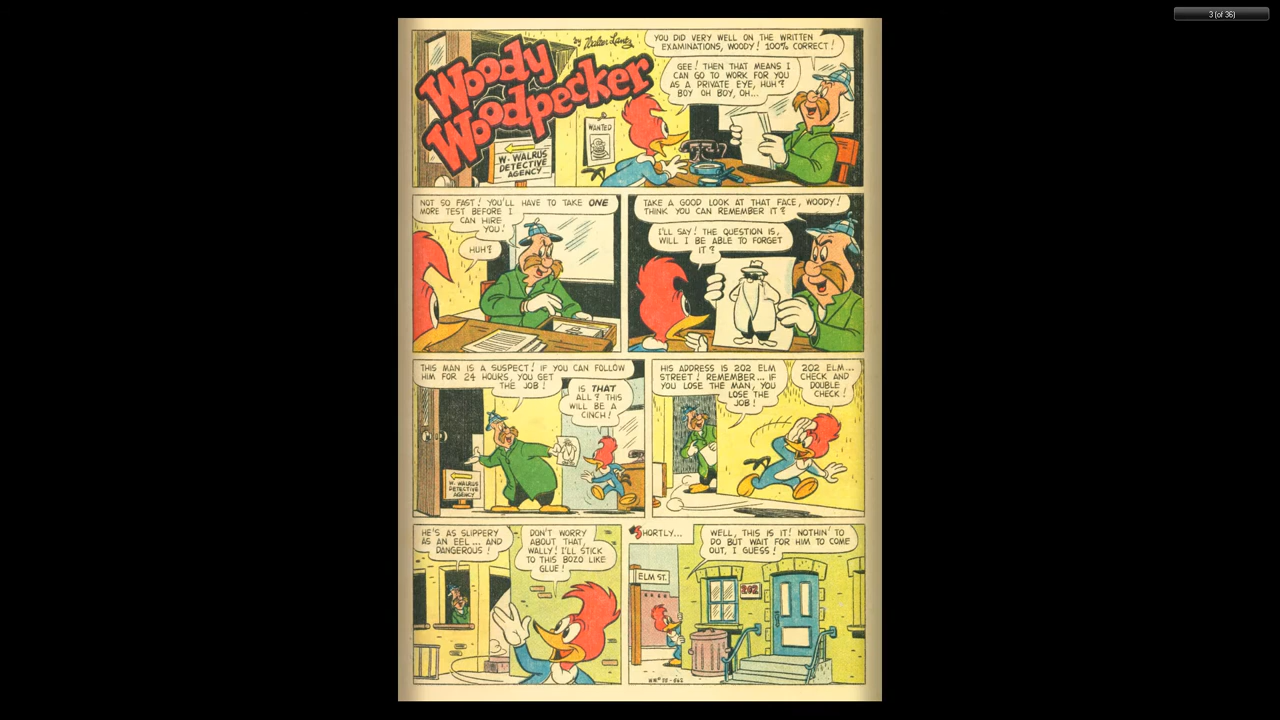 3 (of 36)
Woody
Woodpecker
by Walter Lantz
YOU DID VERY WELL ON THE WRITTEN
EXAMINATIONS, WOODY! 100% CORRECT!
GEE! THEN THAT MEANS I
CAN GO TO WORK FOR YOU
AS A PRIVATE EYE, HUH?
BOY OH BOY, OH...
WANTED
W. WALRUS
DETECTIVE
AGENCY
NOT SO FAST! YOU'LL HAVE TO TAKE ONE
MORE TEST BEFORE I
CAN HIRE
YOU!
HUH?
TAKE A GOOD LOOK AT THAT FACE, WOODY!
THINK YOU CAN REMEMBER IT?
I'LL SAY! THE QUESTION IS,
WILL I BE ABLE TO FORGET
IT?
THIS MAN IS A SUSPECT! IF YOU CAN FOLLOW
HIM FOR 24 HOURS, YOU GET
THE JOB!
IS THAT
ALL? THIS
WILL BE A
CINCH!
W. WALRUS
DETECTIVE
AGENCY
HIS ADDRESS IS 202 ELM
STREET! REMEMBER... IF
YOU LOSE THE MAN, YOU
LOSE THE
JOB!
202 ELM...
CHECK AND
DOUBLE
CHECK!
HE'S AS SLIPPERY
AS AN EEL... AND
DANGEROUS!
DON'T WORRY
ABOUT THAT,
WALLY! I'LL STICK
TO THIS BOZO LIKE
GLUE!
SHORTLY...
WELL, THIS IS IT! NOTHIN' TO
DO BUT WAIT FOR HIM TO COME
OUT, I GUESS!
ELM ST.
202